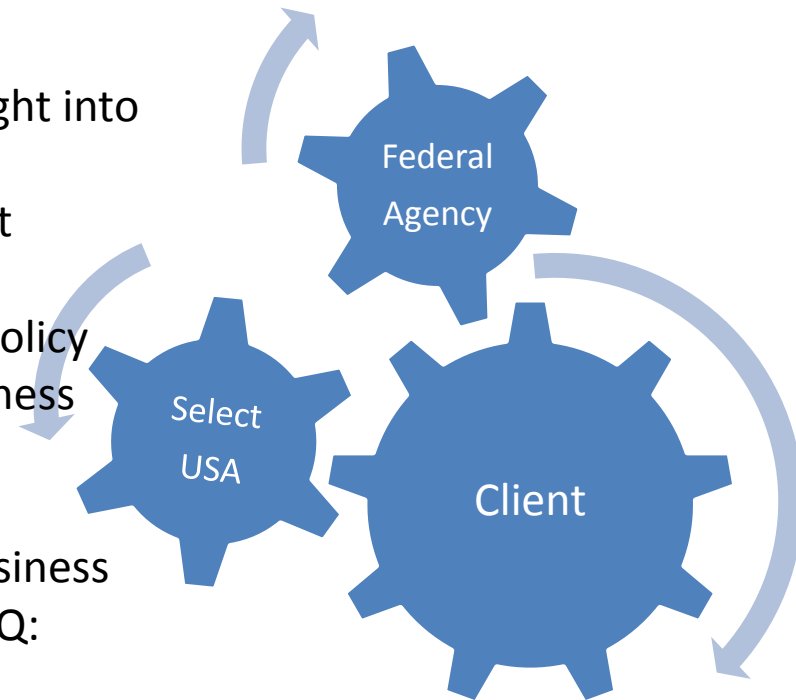 ght into
t
olicy
ness
siness
Q:
Federal
Agency
Select
USA
Client